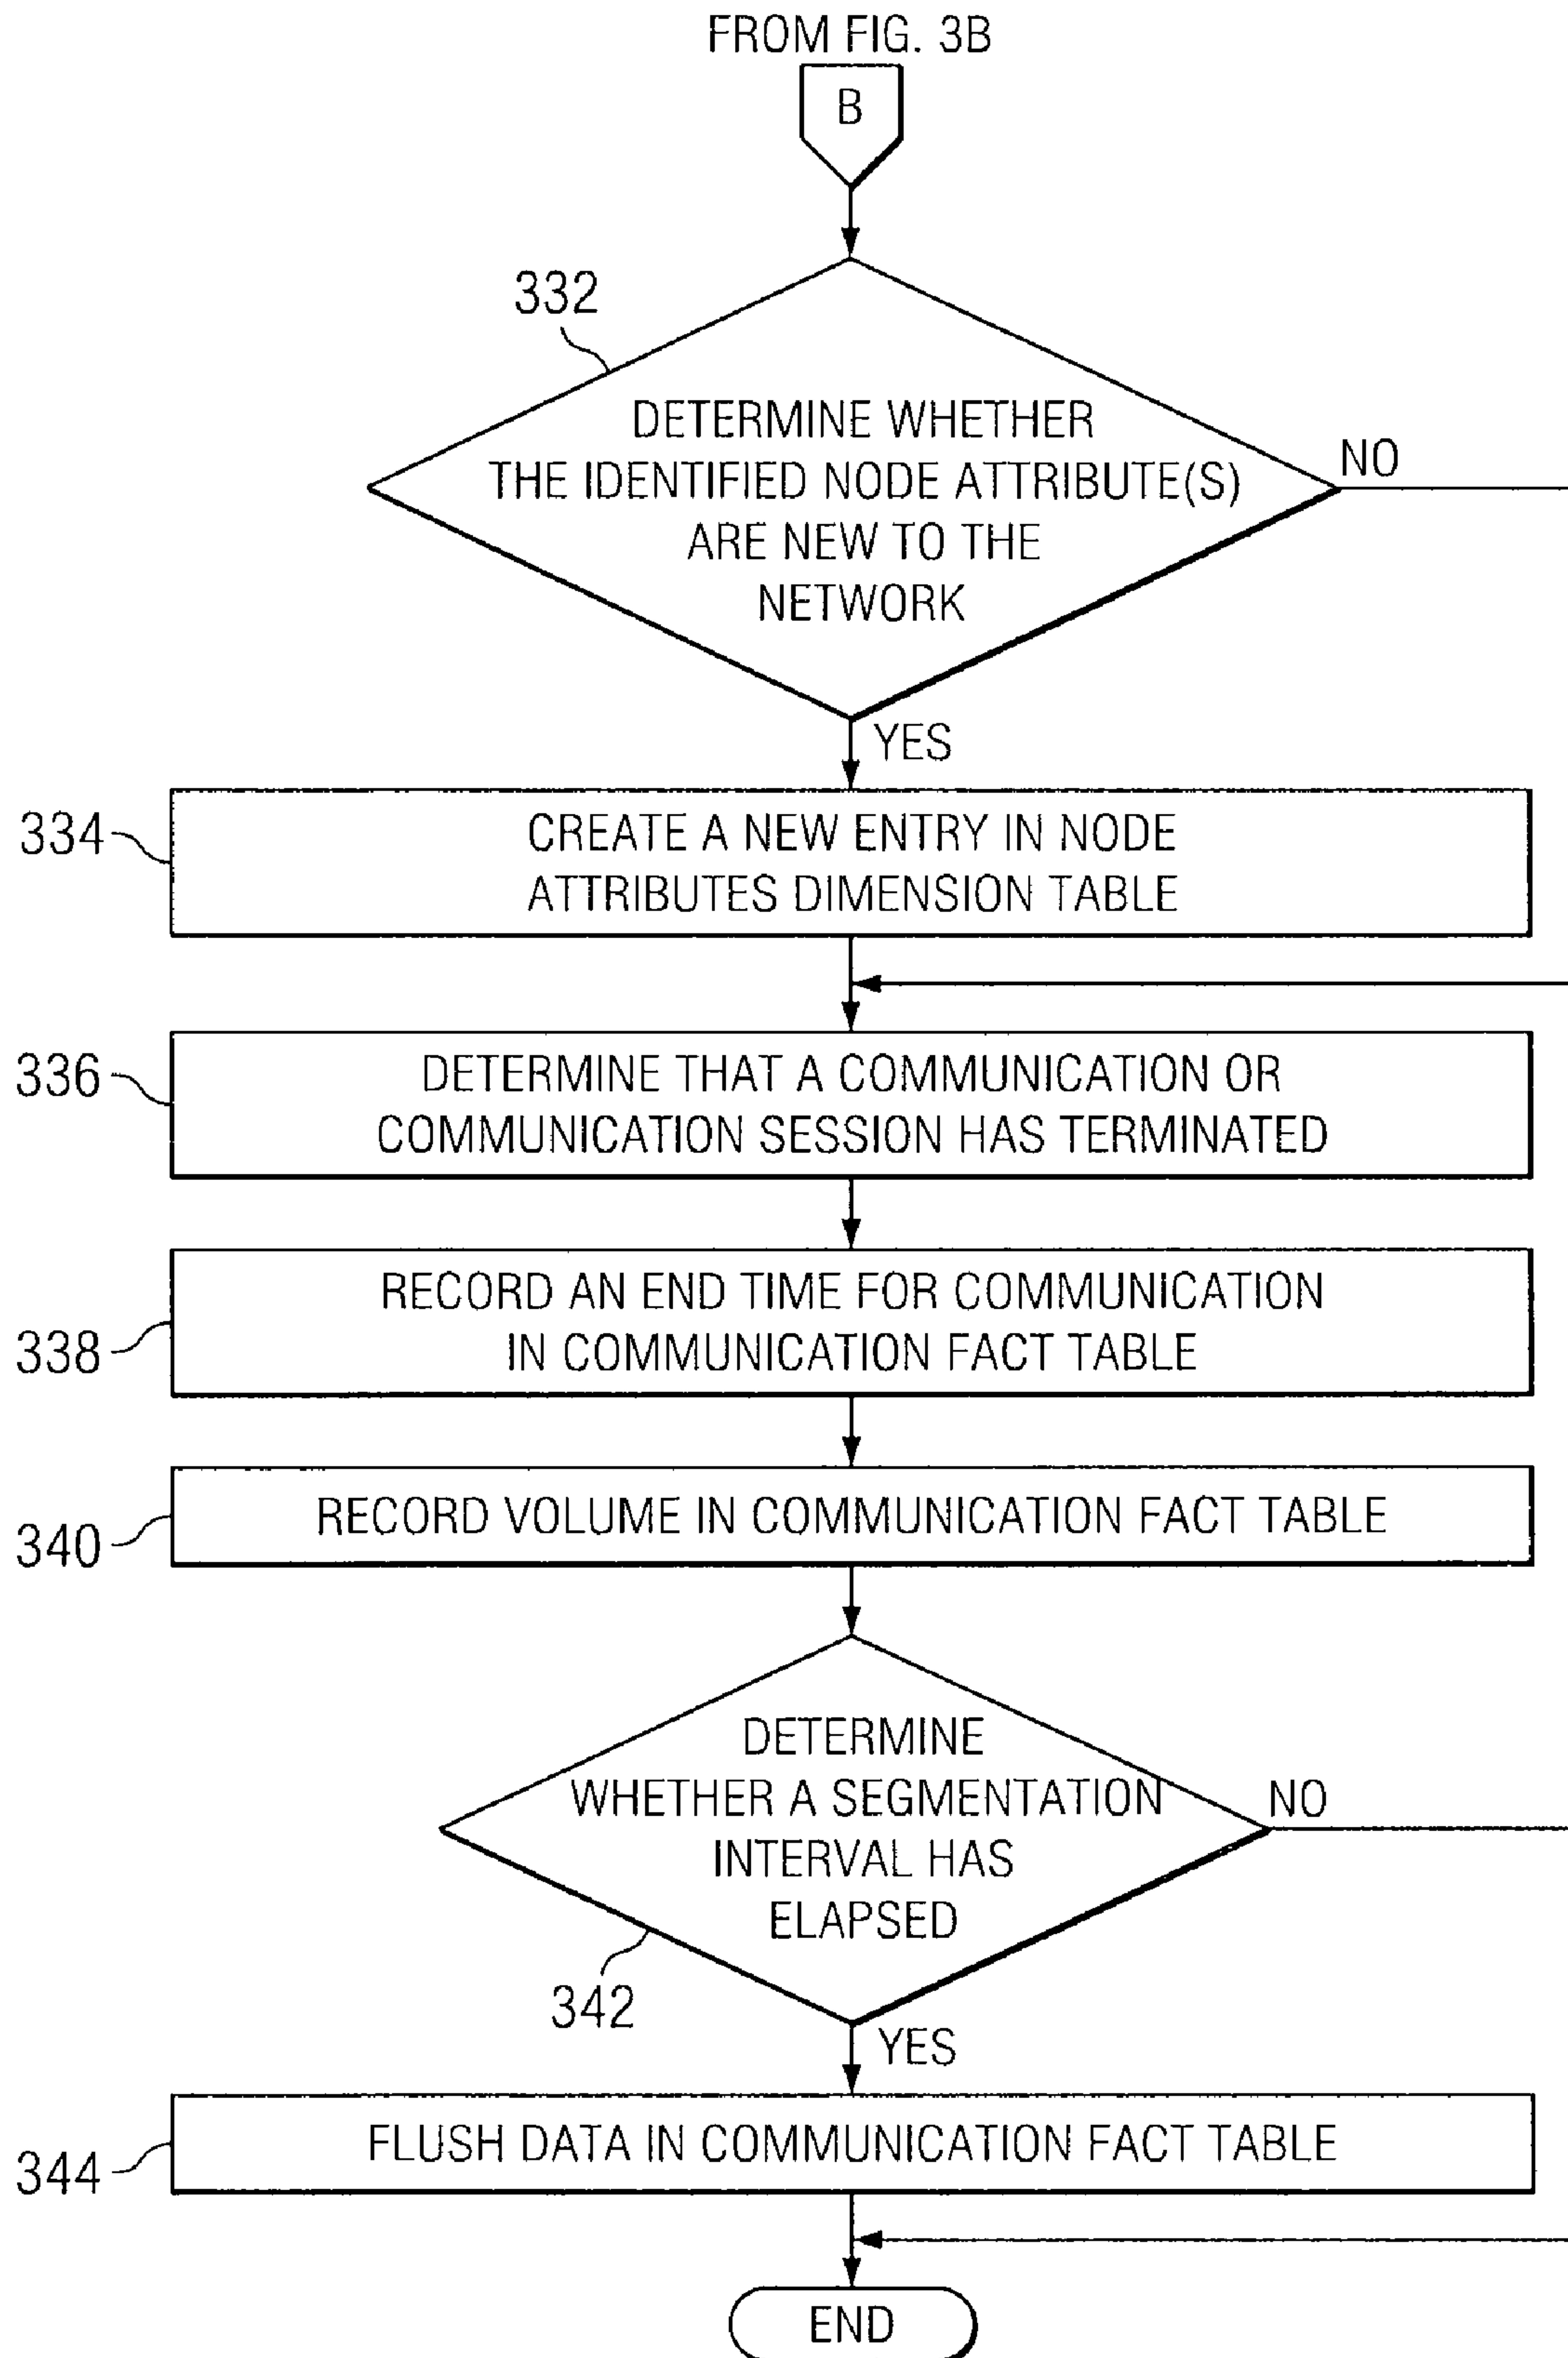 FROM FIG. 3B
B
332
DETERMINE WHETHER
THE IDENTIFIED NODE ATTRIBUTE(S)
ARE NEW TO THE
NETWORK
NO
YES
334
CREATE A NEW ENTRY IN NODE
ATTRIBUTES DIMENSION TABLE
336
DETERMINE THAT A COMMUNICATION OR
COMMUNICATION SESSION HAS TERMINATED
338
RECORD AN END TIME FOR COMMUNICATION
IN COMMUNICATION FACT TABLE
340
RECORD VOLUME IN COMMUNICATION FACT TABLE
DETERMINE
WHETHER A SEGMENTATION
INTERVAL HAS
ELAPSED
NO
342
YES
344
FLUSH DATA IN COMMUNICATION FACT TABLE
END